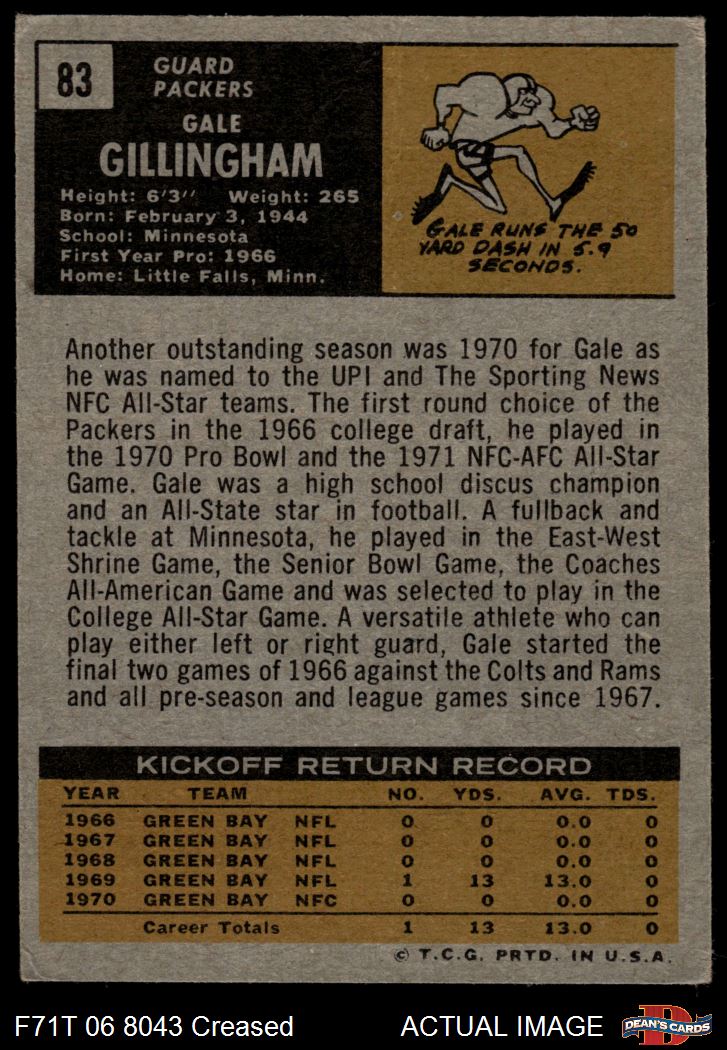 83
GUARD
PACKERS
GALE
GILLINGHAM
Height: 6'3" Weight: 265
Born: February 3, 1944
School: Minnesota
First Year Pro: 1966
Home: Little Falls, Minn.
GALE RUNS THE 50
YARD DASH IN 5.9
SECONDS.
Another outstanding season was 1970 for Gale as
he was named to the UPI and The Sporting News
NFC All-Star teams. The first round choice of the
Packers in the 1966 college draft, he played in
the 1970 Pro Bowl and the 1971 NFC-AFC All-Star
Game. Gale was a high school discus champion
and an All-State star in football. A fullback and
tackle at Minnesota, he played in the East-West
Shrine Game, the Senior Bowl Game, the Coaches
All-American Game and was selected to play in the
College All-Star Game. A versatile athlete who can
play either left or right guard, Gale started the
final two games of 1966 against the Colts and Rams
and all pre-season and league games since 1967.
KICKOFF RETURN RECORD
YEAR TEAM NO. YDS. AVG. TDS.
1966 GREEN BAY NFL 0 0 0.0 0
1967 GREEN BAY NFL 0 0 0.0 0
1968 GREEN BAY NFL 0 0 0.0 0
1969 GREEN BAY NFL 1 13 13.0 0
1970 GREEN BAY NFC 0 0 0.0 0
Career Totals 1 13 13.0 0
© T.C.G. PRTD. IN U.S.A.
F71T 06 8043 Creased ACTUAL IMAGE D DEAN'S CARDS